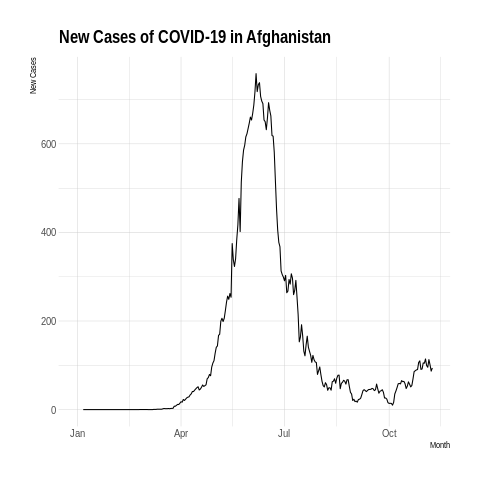 New Cases of COVID-19 in Afghanistan
New Cases
600
400
200
0
Jan Apr Jul Oct
Month